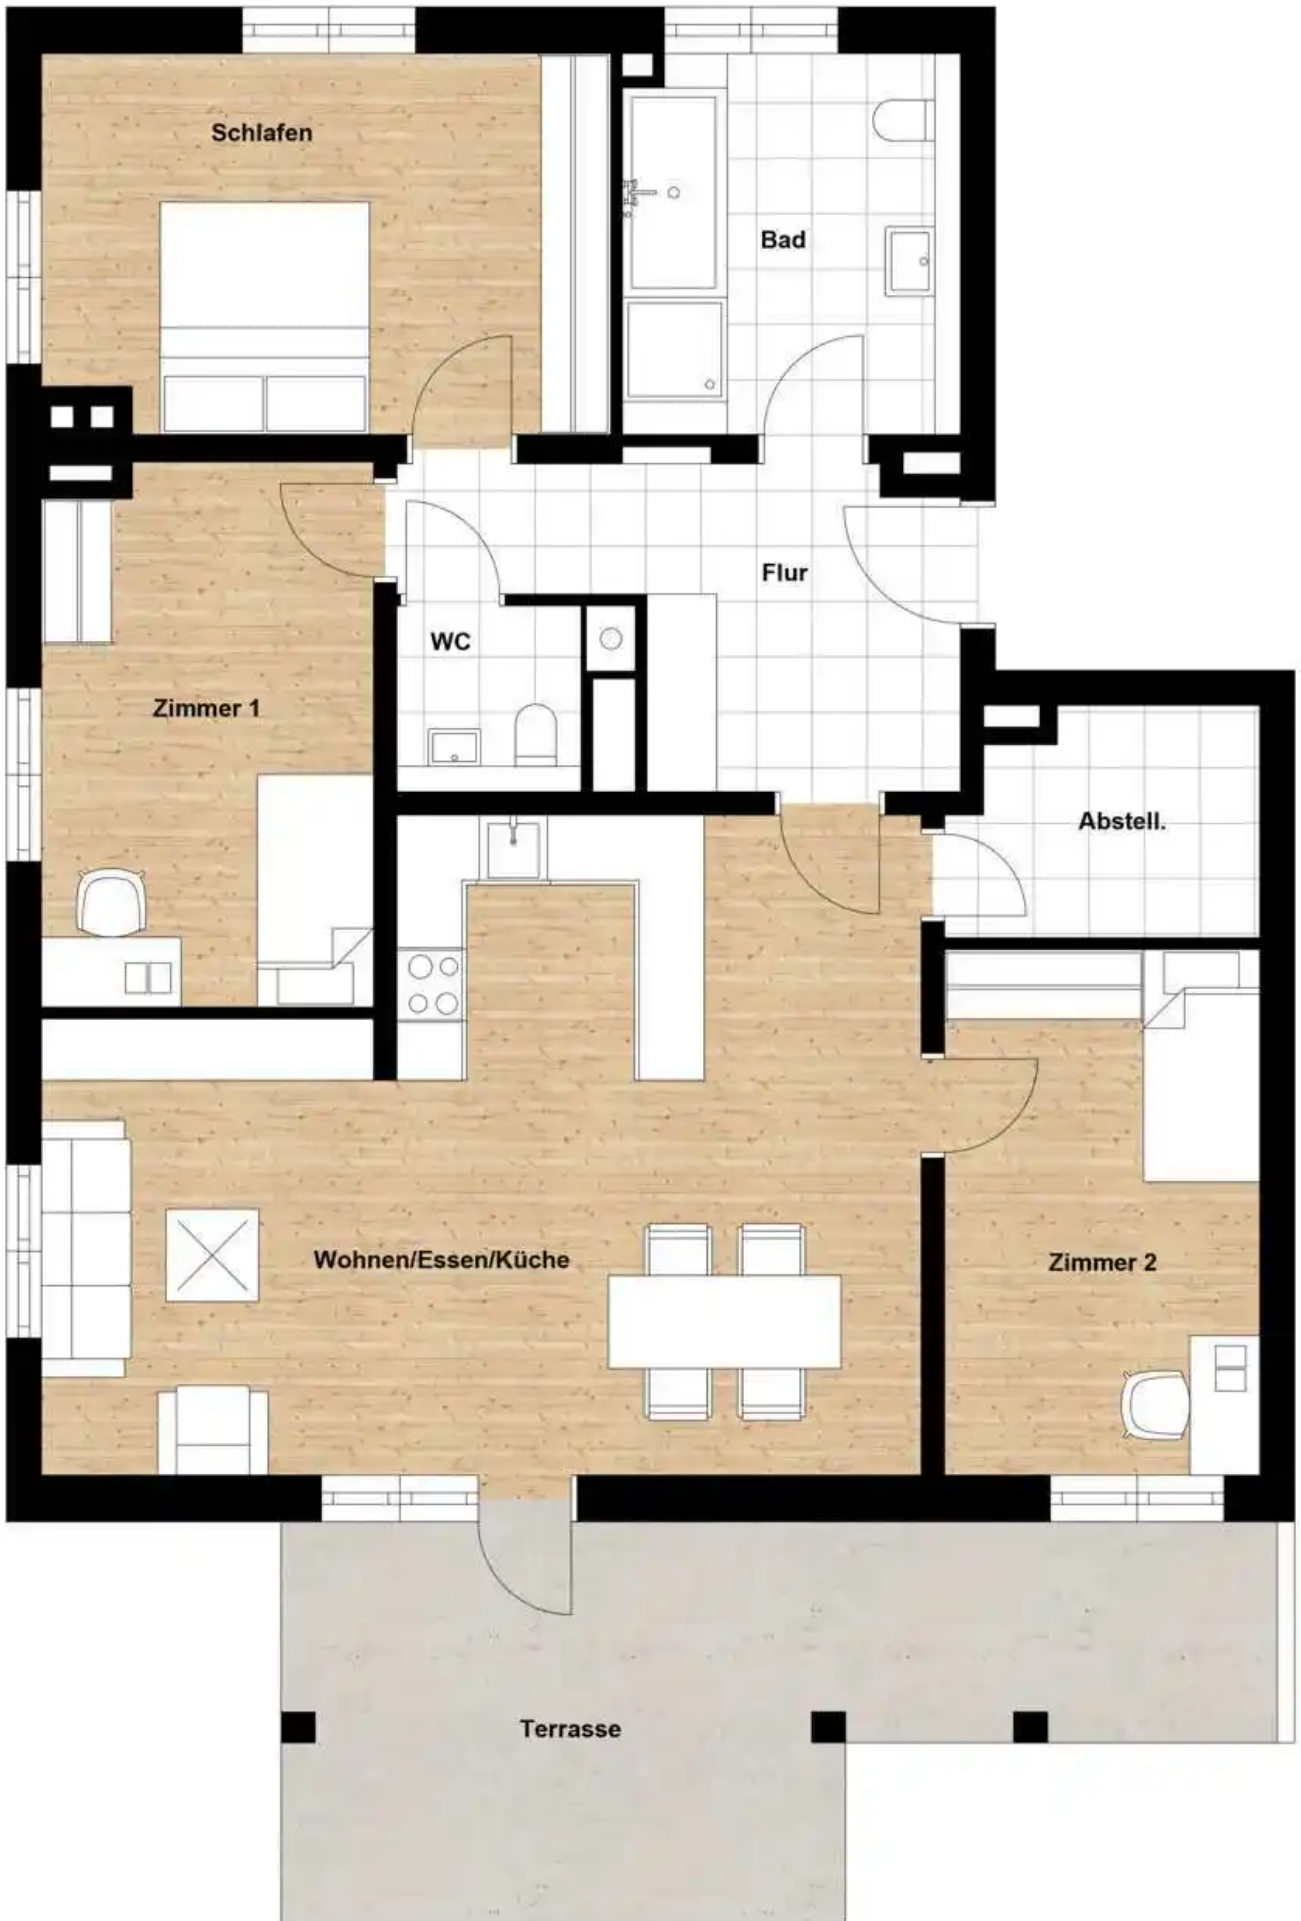 Schlafen
Bad
Flur
WC
Zimmer 1
Abstell.
Wohnen/Essen/Küche
Zimmer 2
Terrasse